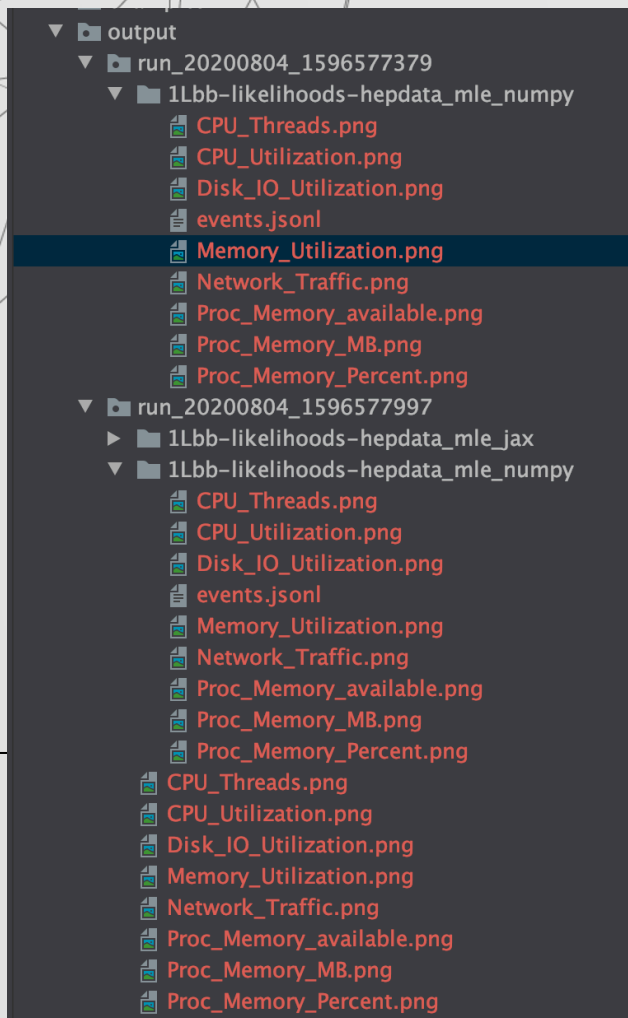 output
run_20200804_1596577379
1Lbb-likelihoods-hepdata_mle_numpy
CPU_Threads.png
CPU_Utilization.png
Disk_IO_Utilization.png
events.jsonl
Memory_Utilization.png
Network_Traffic.png
Proc_Memory_available.png
Proc_Memory_MB.png
Proc_Memory_Percent.png
run_20200804_1596577997
1Lbb-likelihoods-hepdata_mle_jax
1Lbb-likelihoods-hepdata_mle_numpy
CPU_Threads.png
CPU_Utilization.png
Disk_IO_Utilization.png
events.jsonl
Memory_Utilization.png
Network_Traffic.png
Proc_Memory_available.png
Proc_Memory_MB.png
Proc_Memory_Percent.png
CPU_Threads.png
CPU_Utilization.png
Disk_IO_Utilization.png
Memory_Utilization.png
Network_Traffic.png
Proc_Memory_available.png
Proc_Memory_MB.png
Proc_Memory_Percent.png